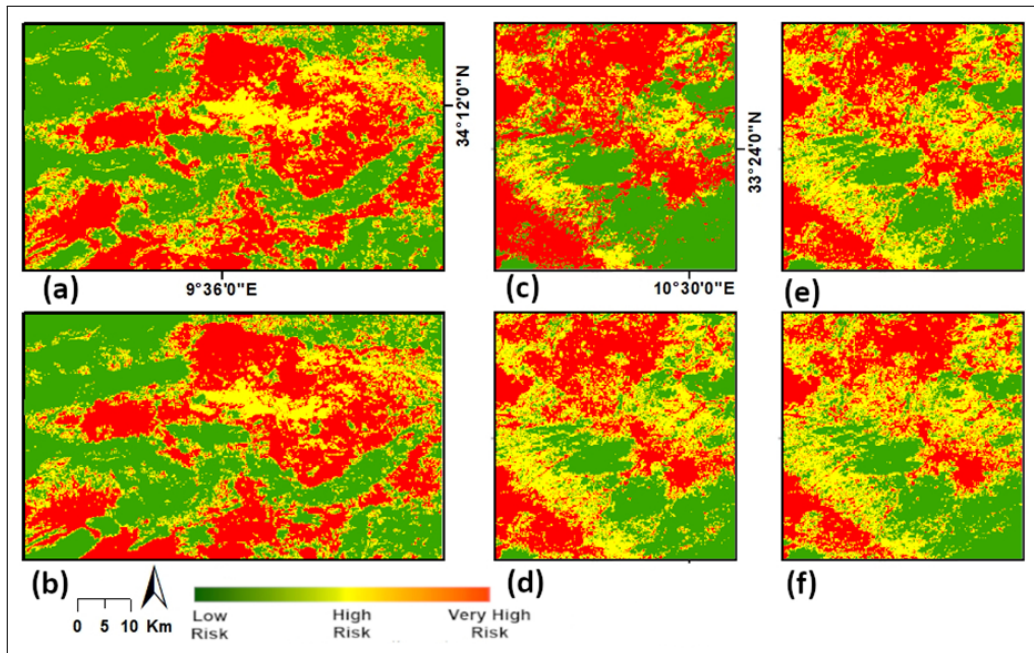 34°12'0"N
33°24'0"N
(a)
9°36'0"E
(c)
10°30'0"E
(e)
(b)
(d)
(f)
0 5 10 Km
Low
Risk
High
Risk
Very High
Risk